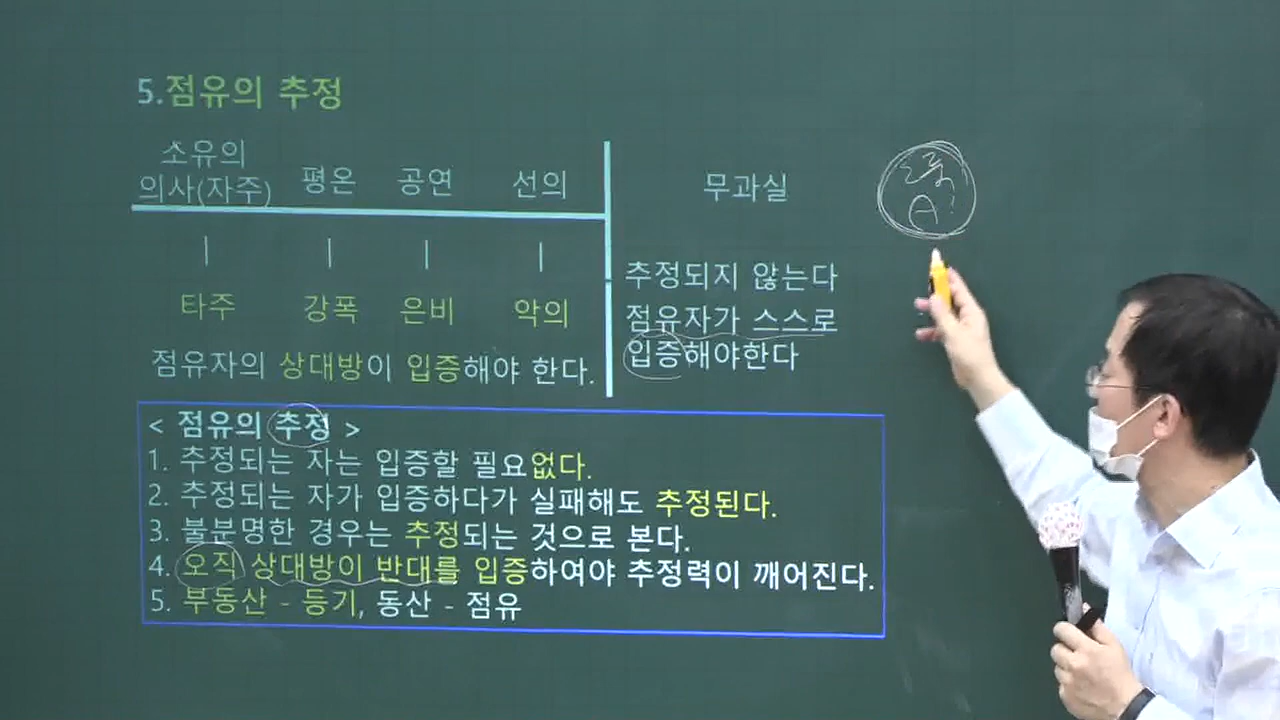 5.점유의 추정
소유의
의사(자주) 평온 공연 선의 무과실
타주 강폭 은비 악의
추정되지 않는다
점유자가 스스로
입증해야한다
점유자의 상대방이 입증해야 한다.
< 점유의 추정 >
1. 추정되는 자는 입증할 필요없다.
2. 추정되는 자가 입증하다가 실패해도 추정된다.
3. 불분명한 경우는 추정되는 것으로 본다.
4. 오직 상대방이 반대를 입증하여야 추정력이 깨어진다.
5. 부동산 - 등기, 동산 - 점유
A